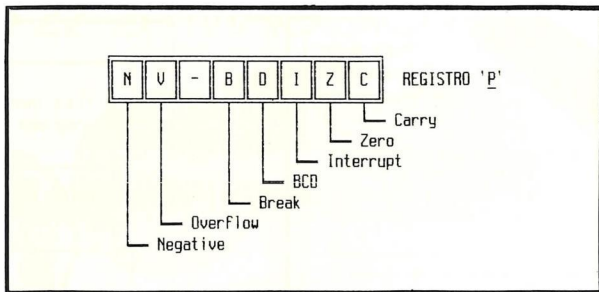 N V - B D I Z C REGISTRO 'P'
Carry
Zero
Interrupt
BCD
Break
Overflow
Negative